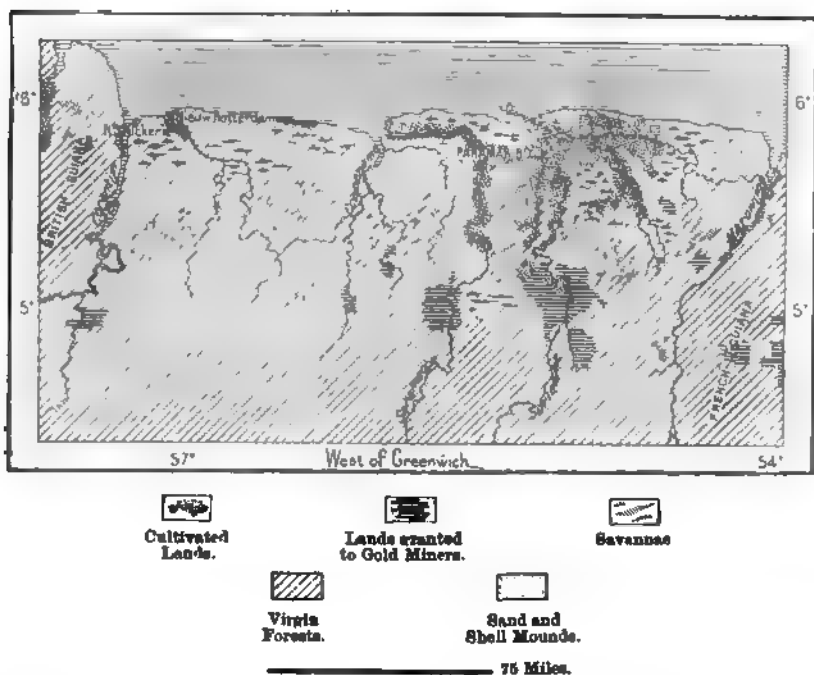 6°
6°
Nieuw Rotterdam
BRITISH GUIANA
5°
5°
FRENCH GUIANA
57°
West of Greenwich
54°
Cultivated
Lands.
Lands granted
to Gold Miners.
Savannas
Virgin
Forests.
Sand and
Shell Mounds.
75 Miles.